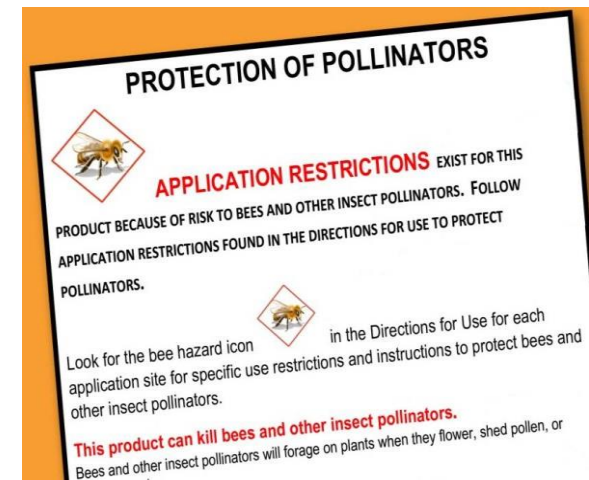 PROTECTION OF POLLINATORS
APPLICATION RESTRICTIONS EXIST FOR THIS
PRODUCT BECAUSE OF RISK TO BEES AND OTHER INSECT POLLINATORS. FOLLOW
APPLICATION RESTRICTIONS FOUND IN THE DIRECTIONS FOR USE TO PROTECT
POLLINATORS.
Look for the bee hazard icon in the Directions for Use for each
application site for specific use restrictions and instructions to protect bees and
other insect pollinators.
This product can kill bees and other insect pollinators.
Bees and other insect pollinators will forage on plants when they flower, shed pollen, or